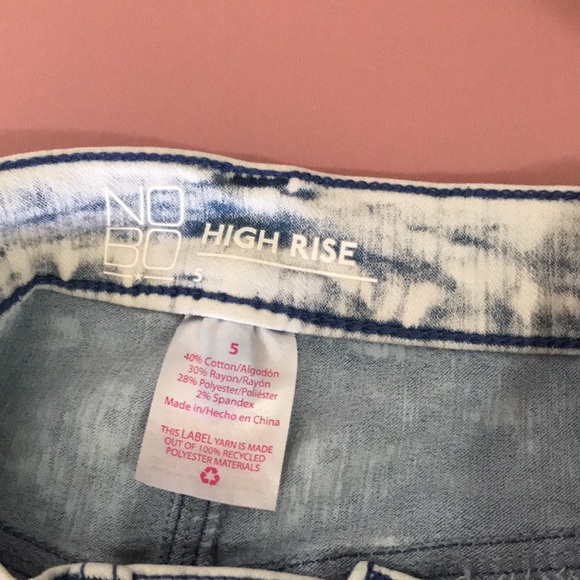 NO
BO
HIGH RISE
5
5
40% Cotton/Algodón
30% Rayon/Rayón
28% Polyester/Poliéster
2% Spandex
Made in/Hecho en China
THIS LABEL YARN IS MADE
OUT OF 100% RECYCLED
POLYESTER MATERIALS